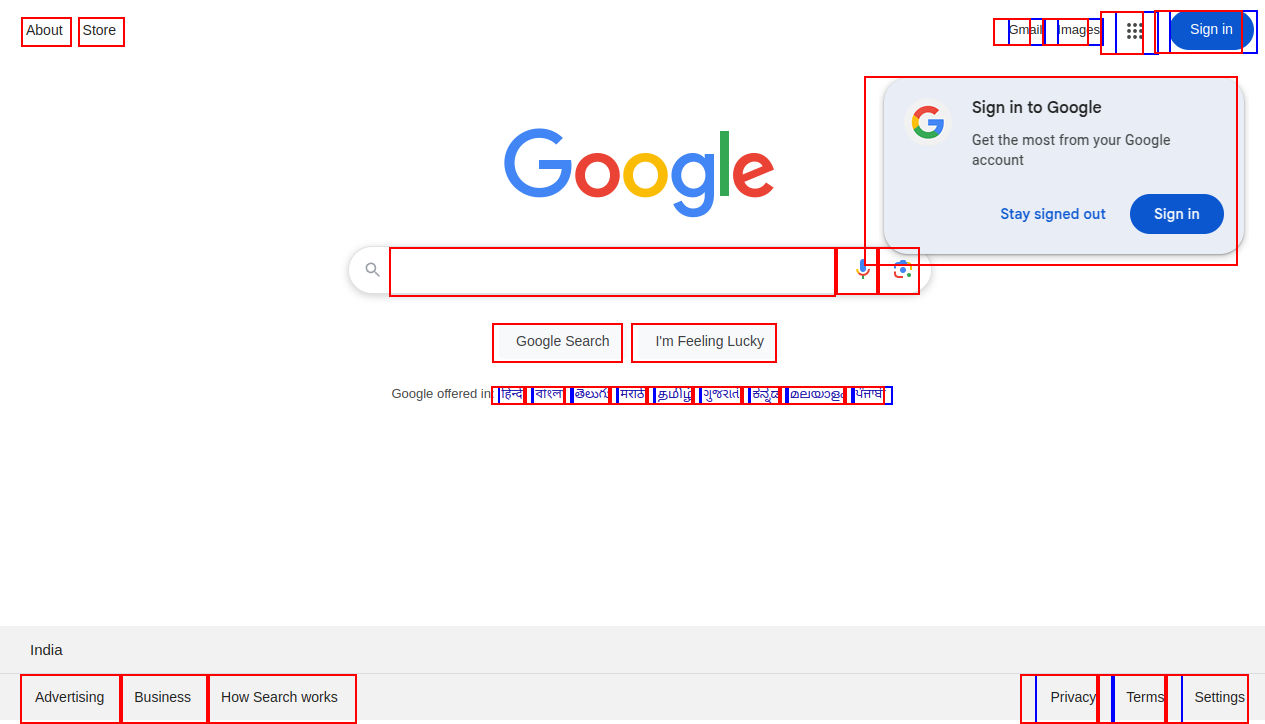 About Store Gmail Images Sign in
Sign in to Google
Get the most from your Google
account
Stay signed out Sign in
Google
Google Search I'm Feeling Lucky
Google offered in: हिन्दी বাংলা తెలుగు मराठी தமிழ் ગુજરાતી ಕನ್ನಡ മലയാളം ਪੰਜਾਬੀ
India
Advertising Business How Search works Privacy Terms Settings